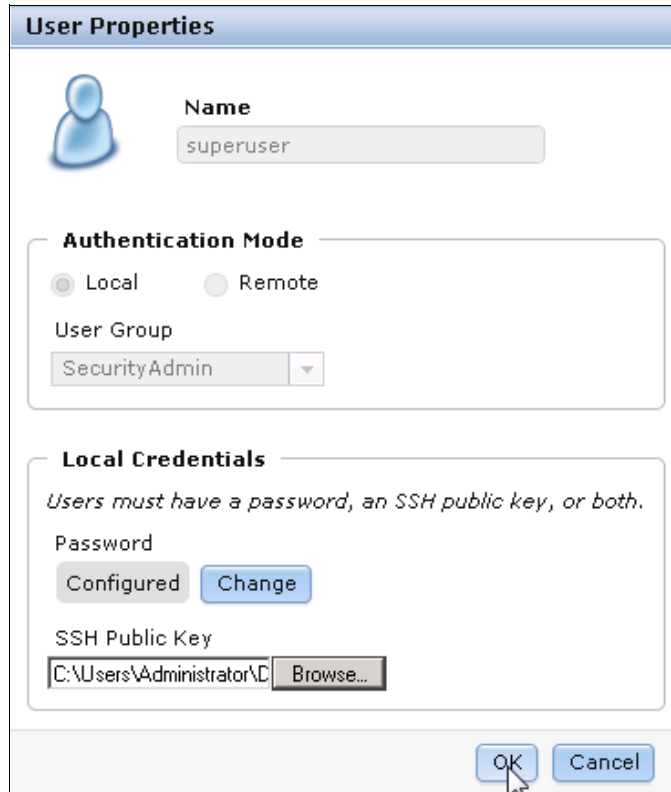 User Properties
Name
superuser
Authentication Mode
Local Remote
User Group
SecurityAdmin
Local Credentials
Users must have a password, an SSH public key, or both.
Password
Configured Change
SSH Public Key
C:\Users\Administrator\D Browse...
OK Cancel